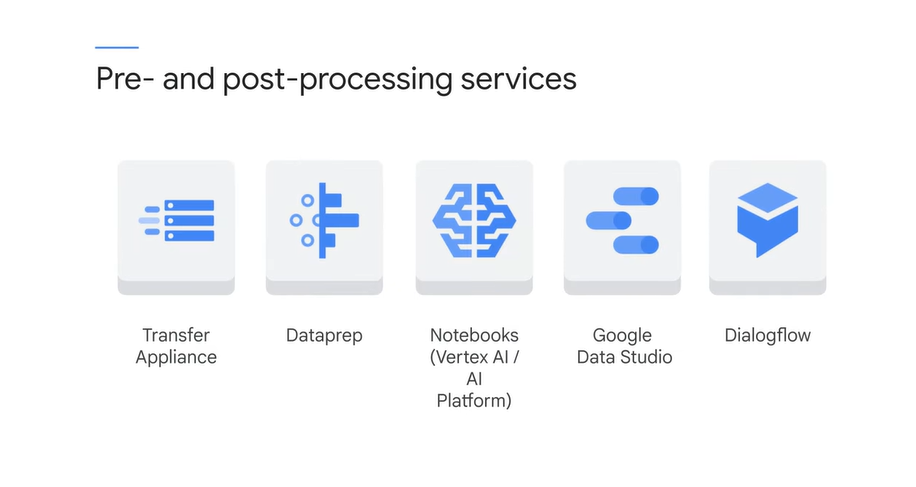 Pre- and post-processing services
Transfer
Appliance
Dataprep
Notebooks
(Vertex AI /
AI
Platform)
Google
Data Studio
Dialogflow